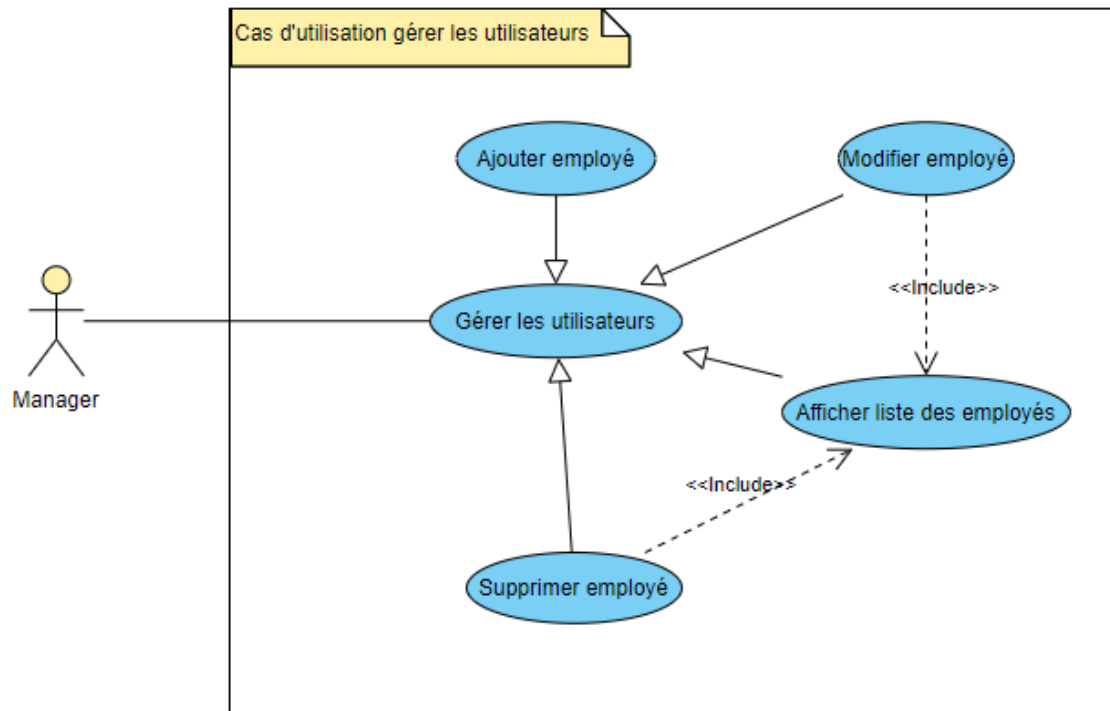 Cas d'utilisation gérer les utilisateurs
Ajouter employé
Modifier employé
<<Include>>
Gérer les utilisateurs
Manager
Afficher liste des employés
<<Include>>
Supprimer employé